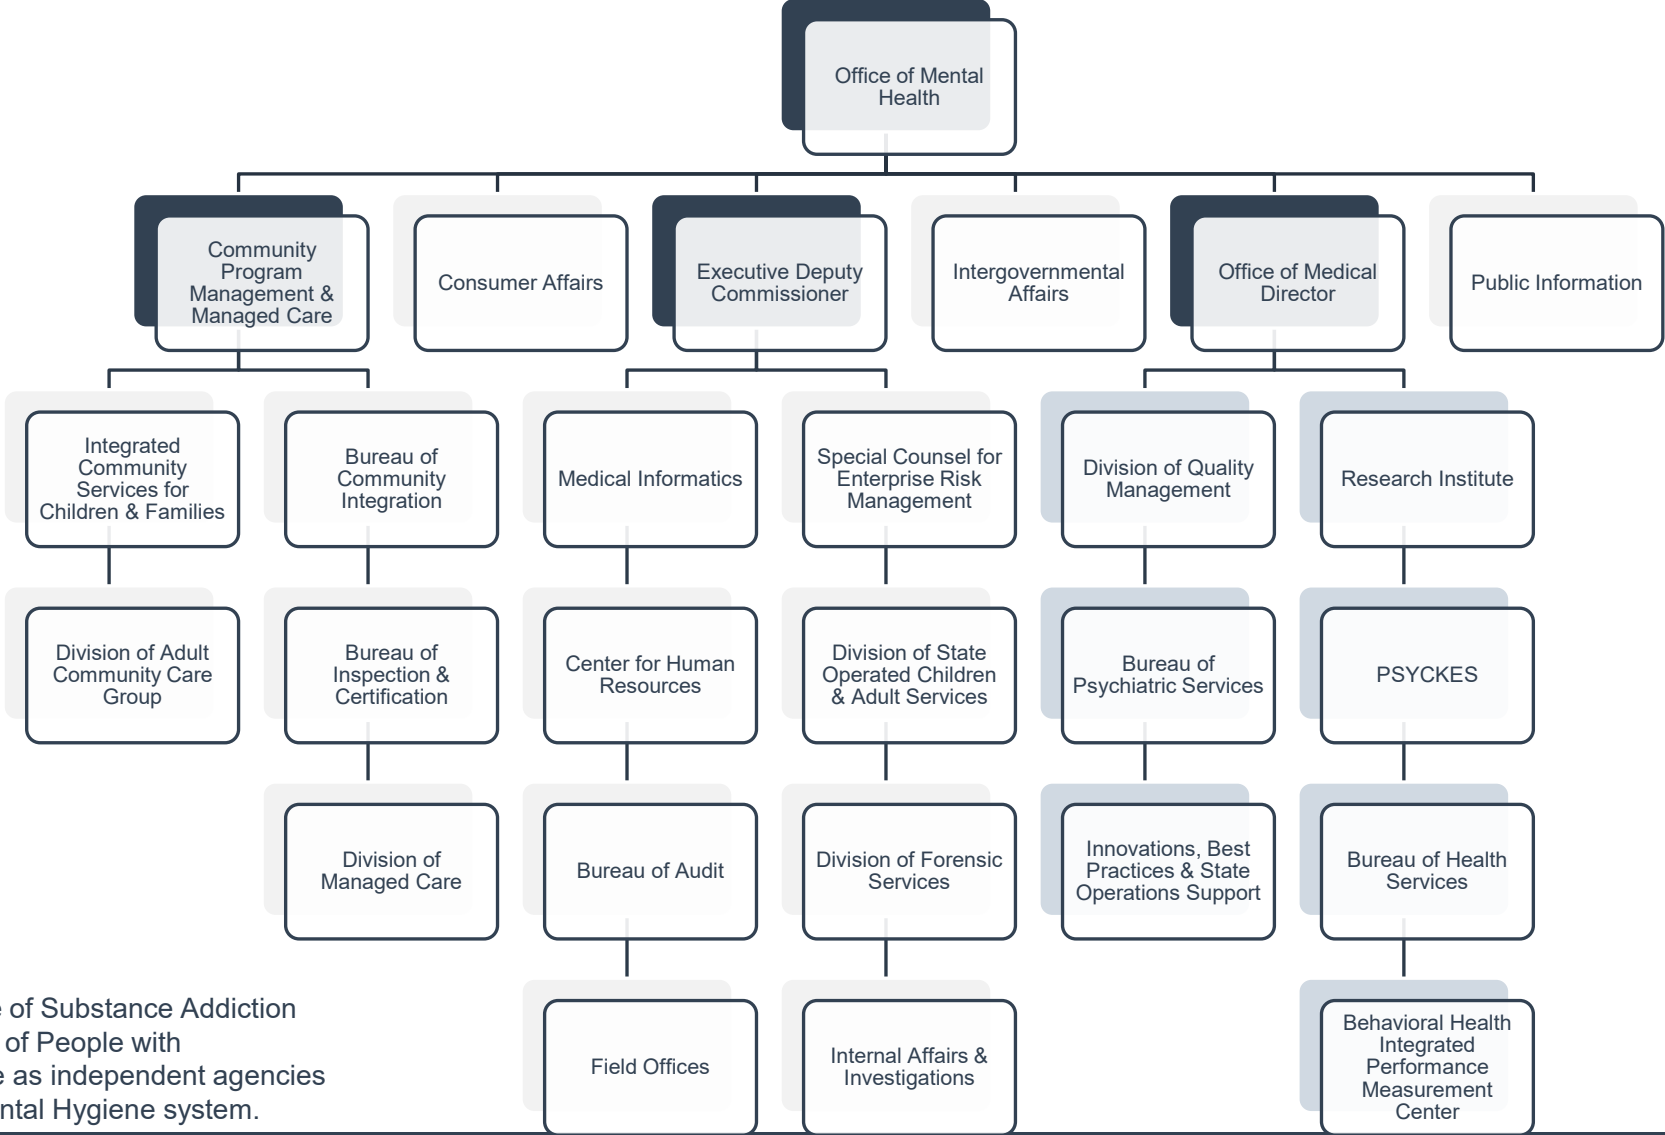 Office of Mental
Health
Community
Program
Management &
Managed Care
Consumer Affairs
Executive Deputy
Commissioner
Intergovernmental
Affairs
Office of Medical
Director
Public Information
Integrated
Community
Services for
Children & Families
Bureau of
Community
Integration
Medical Informatics
Special Counsel for
Enterprise Risk
Management
Division of Quality
Management
Research Institute
Division of Adult
Community Care
Group
Bureau of
Inspection &
Certification
Center for Human
Resources
Division of State
Operated Children
& Adult Services
Bureau of
Psychiatric Services
PSYCKES
Division of
Managed Care
Bureau of Audit
Division of Forensic
Services
Innovations, Best
Practices & State
Operations Support
Bureau of Health
Services
Field Offices
Internal Affairs &
Investigations
Behavioral Health
Integrated
Performance
Measurement
Center
of Substance Addiction
of People with
as independent agencies
ntal Hygiene system.